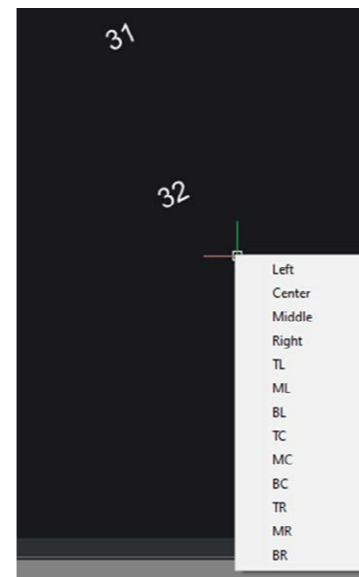 31
32
Left
Center
Middle
Right
TL
ML
BL
TC
MC
BC
TR
MR
BR